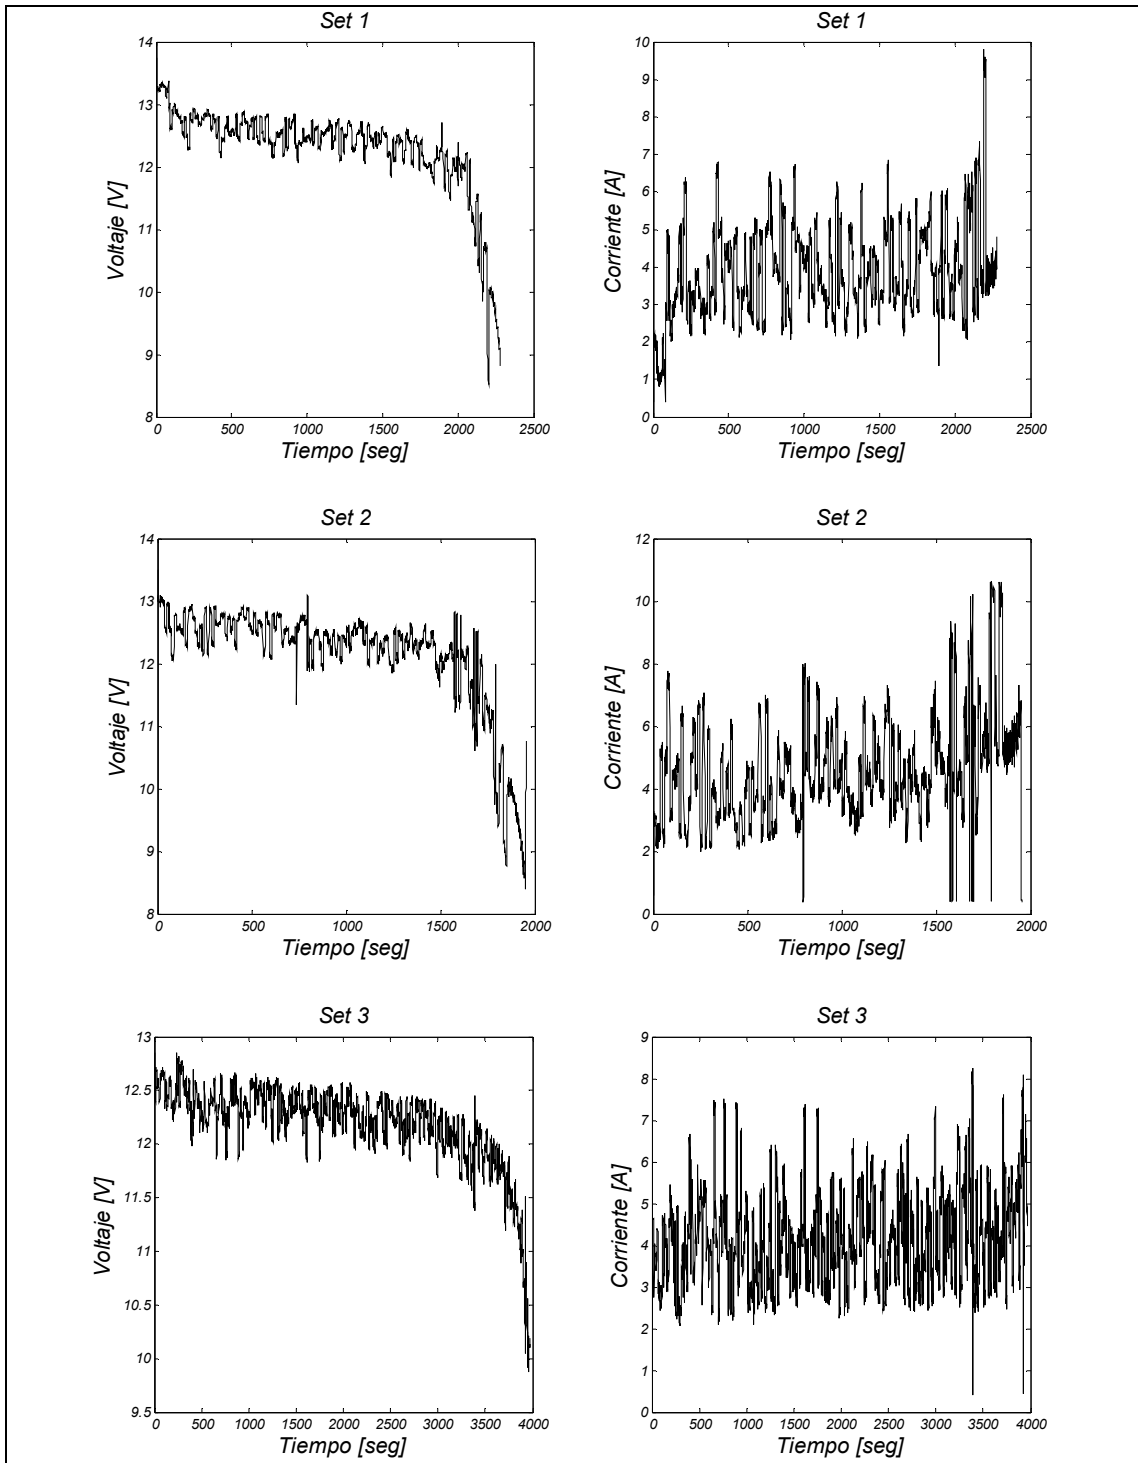 Set 1
Set 1
14
13
12
11
10
9
8
Voltaje [V]
0 500 1000 1500 2000 2500
Tiempo [seg]
10
9
8
7
6
5
4
3
2
1
0
Corriente [A]
0 500 1000 1500 2000 2500
Tiempo [seg]
Set 2
Set 2
14
13
12
11
10
9
8
Voltaje [V]
0 500 1000 1500 2000
Tiempo [seg]
12
10
8
6
4
2
0
Corriente [A]
0 500 1000 1500 2000
Tiempo [seg]
Set 3
Set 3
13
12.5
12
11.5
11
10.5
10
9.5
Voltaje [V]
0 500 1000 1500 2000 2500 3000 3500 4000
Tiempo [seg]
9
8
7
6
5
4
3
2
1
0
Corriente [A]
0 500 1000 1500 2000 2500 3000 3500 4000
Tiempo [seg]